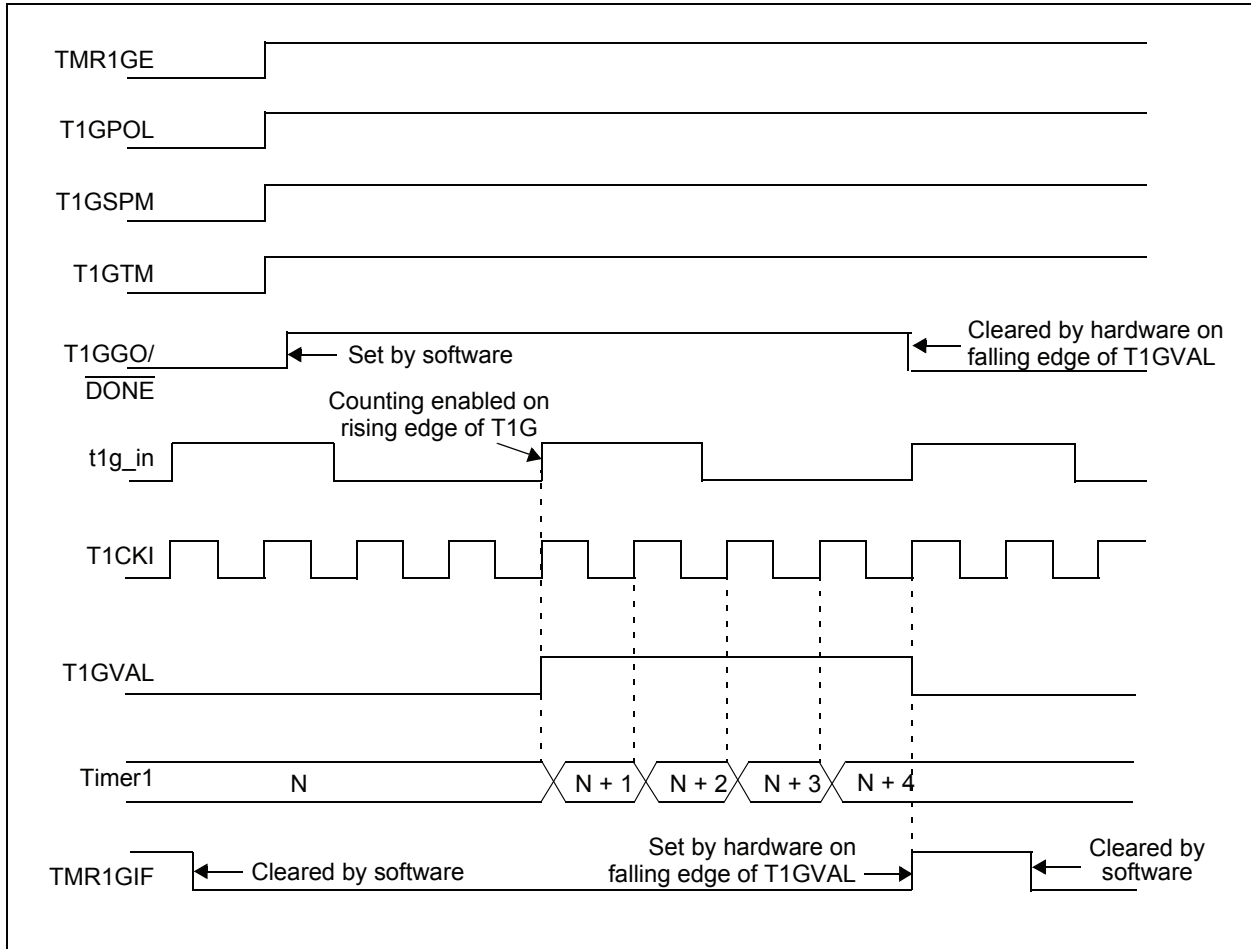 TMR1GE
T1GPOL
T1GSPM
T1GTM
T1GGO/
DONE
Set by software
Cleared by hardware on
falling edge of T1GVAL
Counting enabled on
rising edge of T1G
t1g_in
T1CKI
T1GVAL
Timer1
N
N + 1
N + 2
N + 3
N + 4
TMR1GIF
Cleared by software
Set by hardware on
falling edge of T1GVAL
Cleared by
software